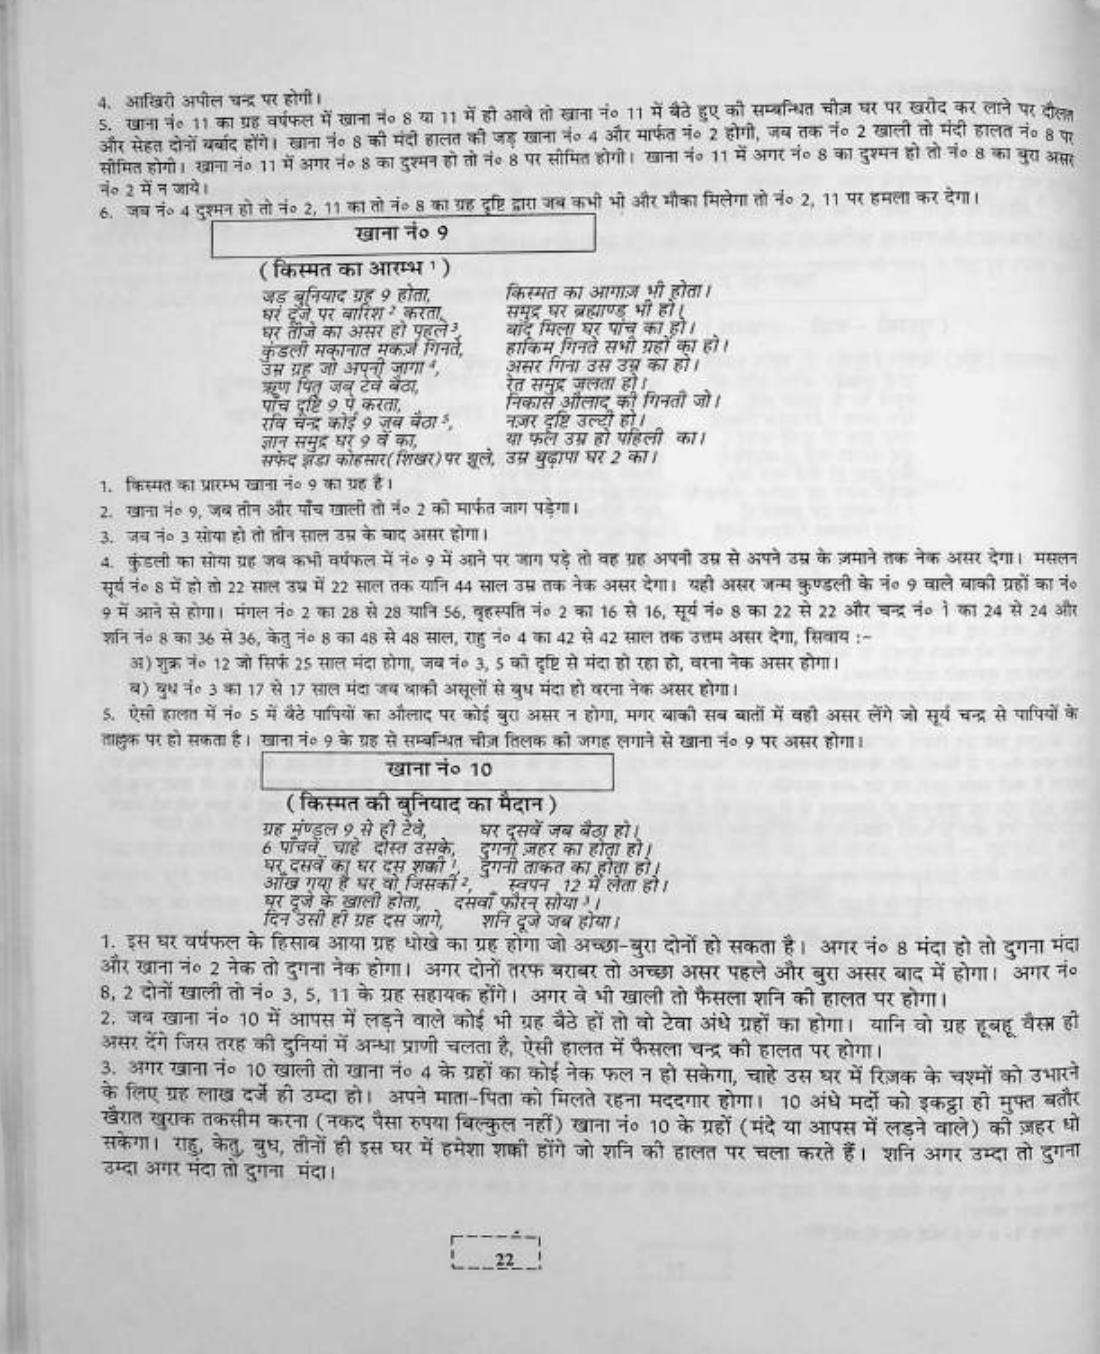 4. आखिरी अपील चन्द्र पर होगी।
5. खाना नं० 11 का ग्रह वर्षफल में खाना नं० 8 या 11 में ही आवे तो खाना नं० 11 में बैठे हुए की सम्बन्धित चीज़ घर पर खरीद कर लाने पर दौलत
और सेहत दोनों बर्बाद होंगे। खाना नं० 8 की मंदी हालत की जड़ खाना नं० 4 और मार्फत नं० 2 होगी, जब तक नं० 2 खाली तो मंदी हालत नं० 8 पर
सीमित होगी। खाना नं० 11 में अगर नं० 8 का दुश्मन हो तो नं० 8 पर सीमित होगी। खाना नं० 11 में अगर नं० 8 का दुश्मन हो तो नं० 8 का बुरा असर
नं० 2 में न जाये।
6. जब नं० 4 दुश्मन हो तो नं० 2, 11 का तो नं० 8 का ग्रह दृष्टि द्वारा जब कभी भी और मौका मिलेगा तो नं० 2, 11 पर हमला कर देगा।
खाना नं० 9
( किस्मत का आरम्भ ¹ )
जड़ बुनियाद ग्रह 9 होता, किस्मत का आगाज़ भी होता।
घर दूजे पर बारिश ² करता, समुद्र घर ब्रह्माण्ड भी हो।
घर तीजे का असर हो पहले ³, बाद मिला घर पांच का हो।
कुंडली मकानात मर्कज़ गिनते, हाकिम गिनते सभी ग्रहों का हो।
उम्र ग्रह जो अपनी जागा ⁴, असर गिना उस उम्र का हो।
ऋण पितृ जब टेवे बैठा, रेत समुद्र जलता हो।
पाँच दृष्टि 9 पे करता, निकास औलाद की गिनती जो।
रवि चन्द्र कोई 9 जब बैठा ⁵, नज़र दृष्टि उल्टी हो।
ज्ञान समुद्र घर 9 वें का, या फल उम्र हो पहिली का।
सफेद झंडा कोहसार(शिखर) पर झूले, उम्र बुढ़ापा घर 2 का।
1. किस्मत का प्रारम्भ खाना नं० 9 का ग्रह है।
2. खाना नं० 9, जब तीन और पाँच खाली तो नं० 2 की मार्फत जाग पड़ेगा।
3. जब नं० 3 सोया हो तो तीन साल उम्र के बाद असर होगा।
4. कुंडली का सोया ग्रह जब कभी वर्षफल में नं० 9 में आने पर जाग पड़े तो वह ग्रह अपनी उम्र से अपने उम्र के ज़माने तक नेक असर देगा। मसलन
सूर्य नं० 8 में हो तो 22 साल उम्र में 22 साल तक यानि 44 साल उम्र तक नेक असर देगा। यही असर जन्म कुण्डली के नं० 9 वाले बाकी ग्रहों का नं०
9 में आने से होगा। मंगल नं० 2 का 28 से 28 यानि 56, वृहस्पति नं० 2 का 16 से 16, सूर्य नं० 8 का 22 से 22 और चन्द्र नं० 1 का 24 से 24 और
शनि नं० 8 का 36 से 36, केतु नं० 8 का 48 से 48 साल, राहु नं० 4 का 42 से 42 साल तक उत्तम असर देगा, सिवाय :-
अ) शुक्र नं० 12 जो सिर्फ 25 साल मंदा होगा, जब नं० 3, 5 की दृष्टि से मंदा हो रहा हो, वरना नेक असर होगा।
ब) बुध नं० 3 का 17 से 17 साल मंदा जब बाकी असूलों से बुध मंदा हो वरना नेक असर होगा।
5. ऐसी हालत में नं० 5 में बैठे पापियों का औलाद पर कोई बुरा असर न होगा, मगर बाकी सब बातों में वही असर लेंगे जो सूर्य चन्द्र से पापियों के
ताल्लुक पर हो सकता है। खाना नं० 9 के ग्रह से सम्बन्धित चीज़ तिलक की जगह लगाने से खाना नं० 9 पर असर होगा।
खाना नं० 10
( किस्मत की बुनियाद का मैदान )
ग्रह मंण्डल 9 से ही टेवे, घर दसवें जब बैठा हो।
6 पाँचवें चाहे दोस्त उसके, दुगनी ज़हर का होता हो।
घर दसवें का घर दस शक्की ¹, दुगनी ताकत का होता हो।
आँख गया है घर वो जिसकी ², स्वपन 12 में लेता हो।
घर दूजे के खाली होता, दसवाँ फौरन सोया ³।
दिन उसी ही ग्रह दस जागे, शनि दूजे जब होया।
1. इस घर वर्षफल के हिसाब आया ग्रह धोखे का ग्रह होगा जो अच्छा-बुरा दोनों हो सकता है। अगर नं० 8 मंदा हो तो दुगना मंदा
और खाना नं० 2 नेक तो दुगना नेक होगा। अगर दोनों तरफ बराबर तो अच्छा असर पहले और बुरा असर बाद में होगा। अगर नं०
8, 2 दोनों खाली तो नं० 3, 5, 11 के ग्रह सहायक होंगे। अगर वे भी खाली तो फैसला शनि की हालत पर होगा।
2. जब खाना नं० 10 में आपस में लड़ने वाले कोई भी ग्रह बैठे हों तो वो टेवा अंधे ग्रहों का होगा। यानि वो ग्रह हूबहू वैसा ही
असर देंगे जिस तरह की दुनियां में अन्धा प्राणी चलता है, ऐसी हालत में फैसला चन्द्र की हालत पर होगा।
3. अगर खाना नं० 10 खाली तो खाना नं० 4 के ग्रहों का कोई नेक फल न हो सकेगा, चाहे उस घर में रिज़क के चश्मों को उभारने
के लिए ग्रह लाख दर्जे ही उम्दा हो। अपने माता-पिता को मिलते रहना मददगार होगा। 10 अंधे मर्दो को इकट्ठा ही मुफ्त बतौर
खैरात खुराक तकसीम करना (नकद पैसा रुपया बिल्कुल नहीं) खाना नं० 10 के ग्रहों (मंदे या आपस में लड़ने वाले) की ज़हर धो
सकेगा। राहु, केतु, बुध, तीनों ही इस घर में हमेशा शक्की होंगे जो शनि की हालत पर चला करते हैं। शनि अगर उम्दा तो दुगना
उम्दा अगर मंदा तो दुगना मंदा।
22